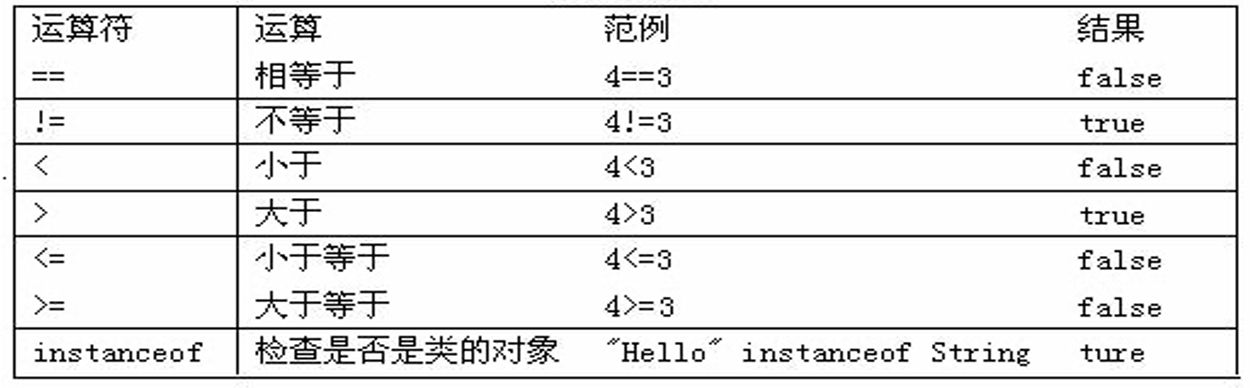 运算符 运算 范例 结果
== 相等于 4==3 false
!= 不等于 4!=3 true
< 小于 4<3 false
> 大于 4>3 true
<= 小于等于 4<=3 false
>= 大于等于 4>=3 false
instanceof 检查是否是类的对象 "Hello" instanceof String ture